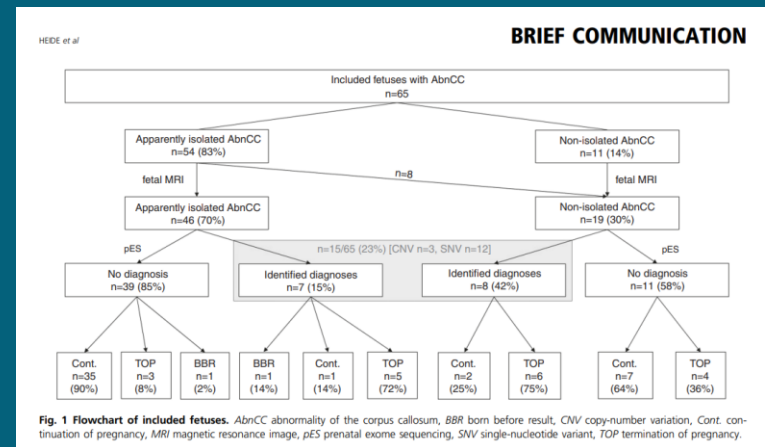 HEIDE et al
BRIEF COMMUNICATION
Included fetuses with AbnCC
n=65
Apparently isolated AbnCC
n=54 (83%)
Non-isolated AbnCC
n=11 (14%)
fetal MRI
n=8
fetal MRI
Apparently isolated AbnCC
n=46 (70%)
Non-isolated AbnCC
n=19 (30%)
pES
n=15/65 (23%) [CNV n=3, SNV n=12]
pES
No diagnosis
n=39 (85%)
Identified diagnoses
n=7 (15%)
Identified diagnoses
n=8 (42%)
No diagnosis
n=11 (58%)
Cont.
n=35
(90%)
TOP
n=3
(8%)
BBR
n=1
(2%)
BBR
n=1
(14%)
Cont.
n=1
(14%)
TOP
n=5
(72%)
Cont.
n=2
(25%)
TOP
n=6
(75%)
Cont.
n=7
(64%)
TOP
n=4
(36%)
Fig. 1 Flowchart of included fetuses. AbnCC abnormality of the corpus callosum, BBR born before result, CNV copy-number variation, Cont. con-
tinuation of pregnancy, MRI magnetic resonance image, pES prenatal exome sequencing, SNV single-nucleotide variant, TOP termination of pregnancy.